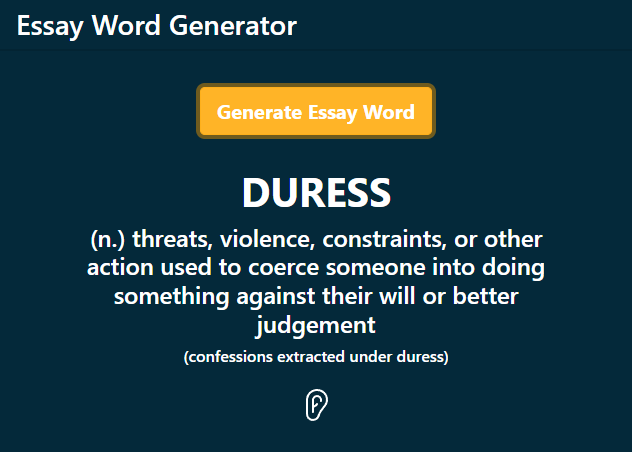 Essay Word Generator
Generate Essay Word
DURESS
(n.) threats, violence, constraints, or other
action used to coerce someone into doing
something against their will or better
judgement
(confessions extracted under duress)